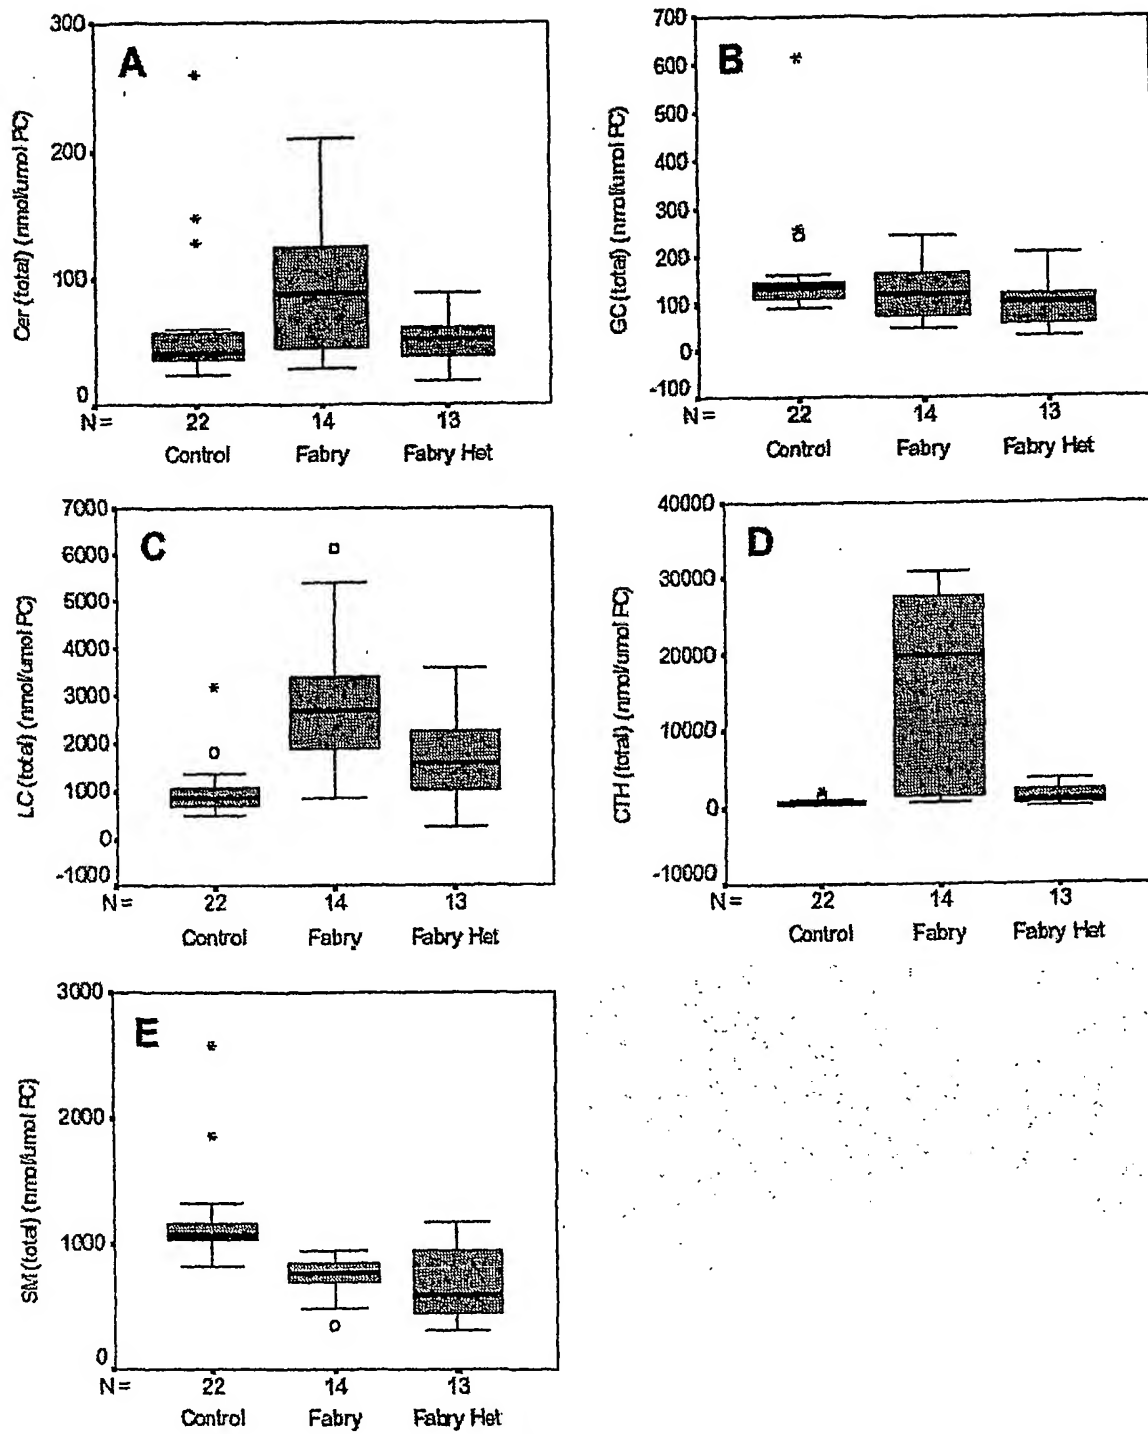 A
Cer (total) (nmol/umol PC)
300
200
100
0
N= 22 14 13
Control Fabry Fabry Het
B
GC (total) (nmol/umol PC)
700
600
500
400
300
200
100
0
-100
N= 22 14 13
Control Fabry Fabry Het
C
LC (total) (nmol/umol PC)
7000
6000
5000
4000
3000
2000
1000
0
-1000
N= 22 14 13
Control Fabry Fabry Het
D
CTH (total) (nmol/umol PC)
40000
30000
20000
10000
0
-10000
N= 22 14 13
Control Fabry Fabry Het
E
SM (total) (nmol/umol PC)
3000
2000
1000
0
N= 22 14 13
Control Fabry Fabry Het